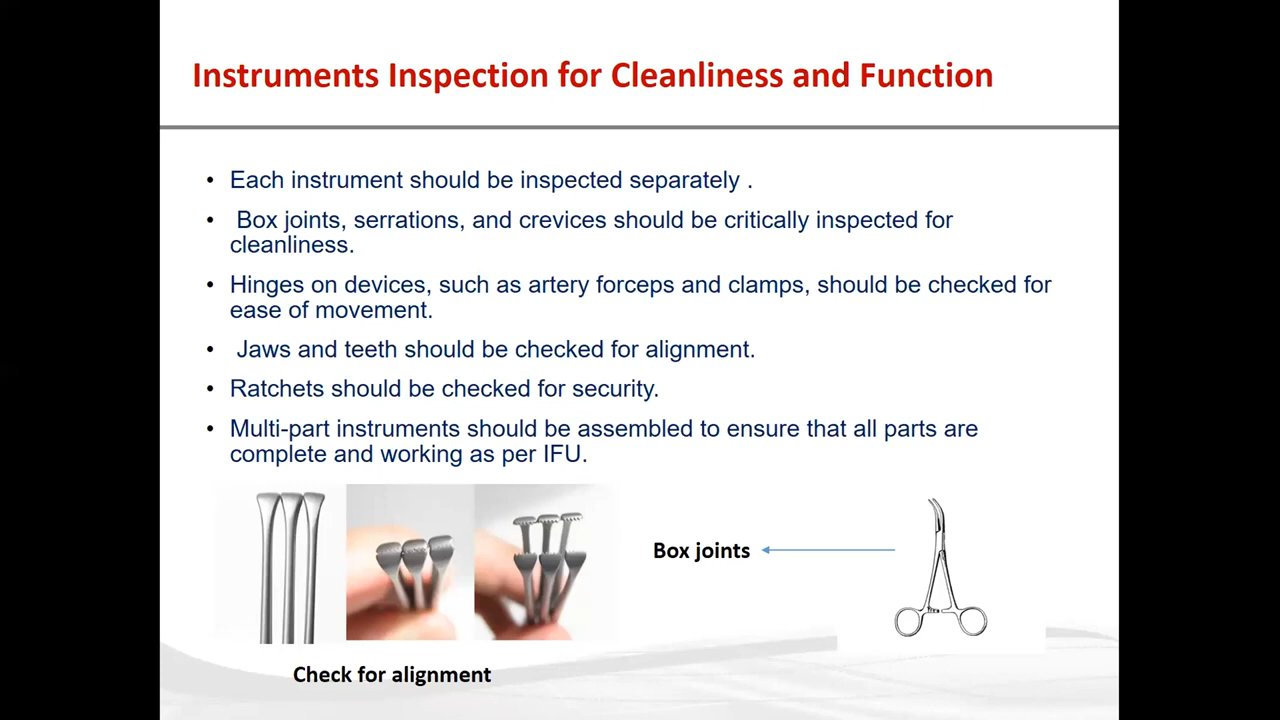 Instruments Inspection for Cleanliness and Function
• Each instrument should be inspected separately .
• Box joints, serrations, and crevices should be critically inspected for
cleanliness.
• Hinges on devices, such as artery forceps and clamps, should be checked for
ease of movement.
• Jaws and teeth should be checked for alignment.
• Ratchets should be checked for security.
• Multi-part instruments should be assembled to ensure that all parts are
complete and working as per IFU.
Box joints
Check for alignment